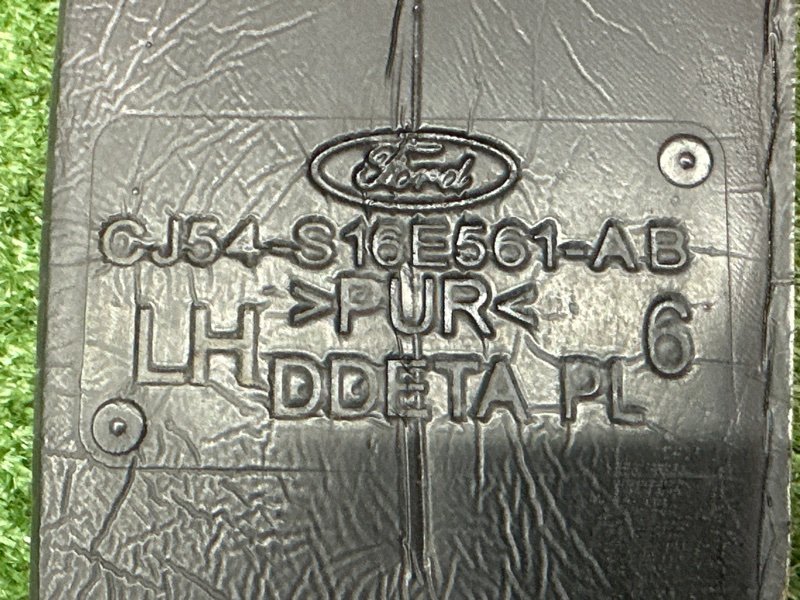 Ford
CJ54-S16E561-AB
>PUR<
LH 6
DDETA PL